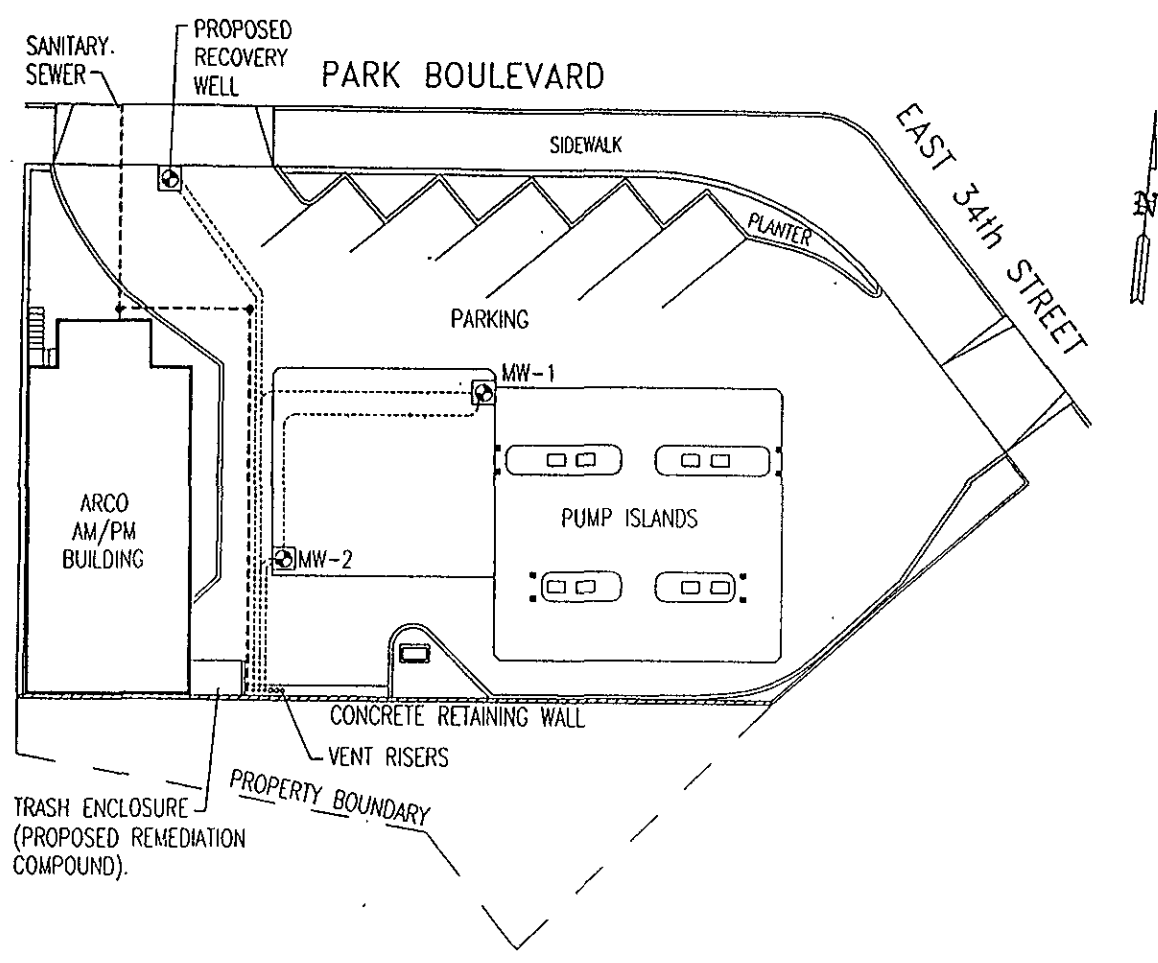 SANITARY.
SEWER
PROPOSED
RECOVERY
WELL
PARK BOULEVARD
EAST 34th STREET
SIDEWALK
PLANTER
N
PARKING
MW-1
ARCO
AM/PM
BUILDING
PUMP ISLANDS
MW-2
CONCRETE RETAINING WALL
VENT RISERS
PROPERTY BOUNDARY
TRASH ENCLOSURE
(PROPOSED REMEDIATION
COMPOUND).